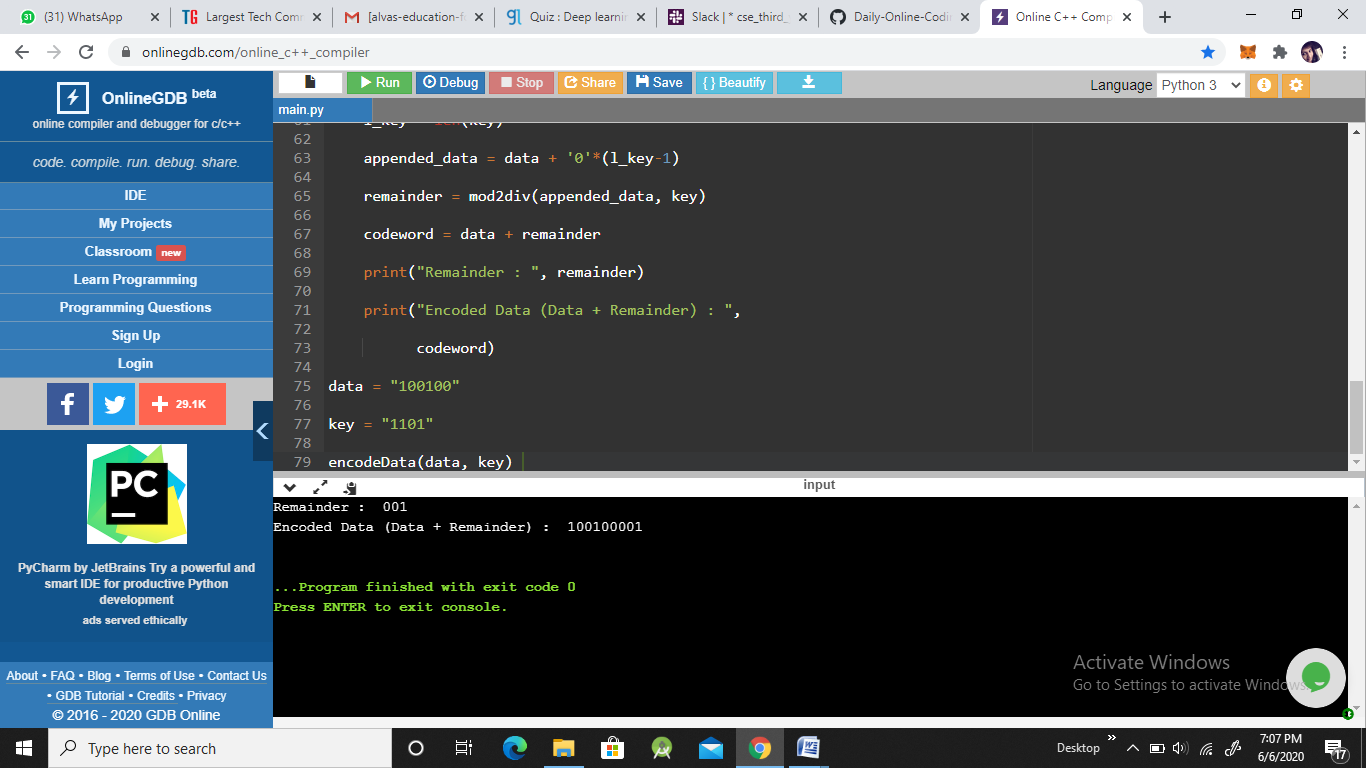 (31) WhatsApp
Largest Tech Comm
[alvas-education-f
Quiz : Deep learnin
Slack | * cse_third_
Daily-Online-Codi
Online C++ Comp
onlinegdb.com/online_c++_compiler
OnlineGDB beta
online compiler and debugger for c/c++
code. compile. run. debug. share.
IDE
My Projects
Classroom new
Learn Programming
Programming Questions
Sign Up
Login
29.1K
PC
PyCharm by JetBrains Try a powerful and
smart IDE for productive Python
development
ads served ethically
About • FAQ • Blog • Terms of Use • Contact Us
• GDB Tutorial • Credits • Privacy
© 2016 - 2020 GDB Online
Run Debug Stop Share Save { } Beautify
Language Python 3
main.py
61 l_key = len(key)
62
63 appended_data = data + '0'*(l_key-1)
64
65 remainder = mod2div(appended_data, key)
66
67 codeword = data + remainder
68
69 print("Remainder : ", remainder)
70
71 print("Encoded Data (Data + Remainder) : ",
72
73 codeword)
74
75 data = "100100"
76
77 key = "1101"
78
79 encodeData(data, key)
input
Remainder :  001
Encoded Data (Data + Remainder) :  100100001
...Program finished with exit code 0
Press ENTER to exit console.
Activate Windows
Go to Settings to activate Windows.
Type here to search
Desktop
7:07 PM
6/6/2020
17